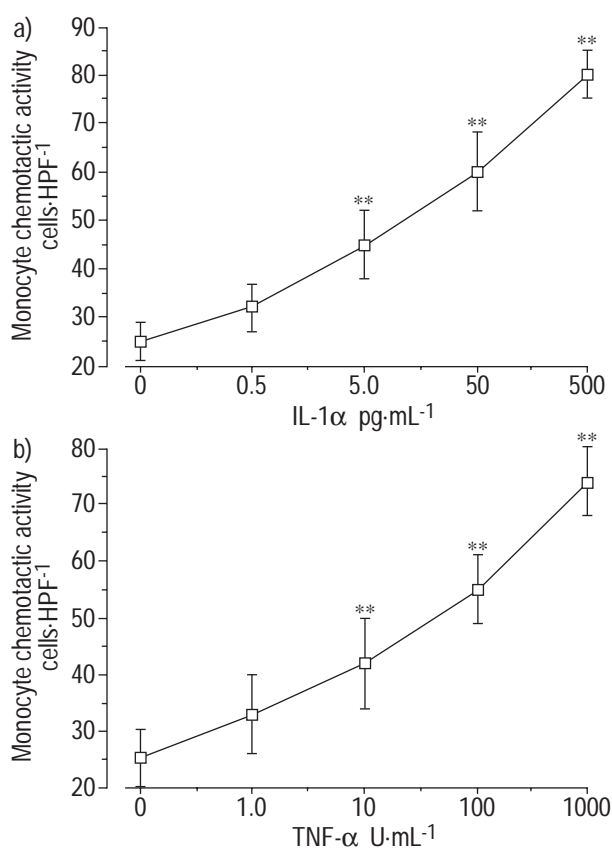 a)
Monocyte chemotactic activity
cells·HPF⁻¹
90
80
70
60
50
40
30
20
**
**
**
0 0.5 5.0 50 500
IL-1α pg·mL⁻¹
b)
Monocyte chemotactic activity
cells·HPF⁻¹
80
70
60
50
40
30
20
**
**
**
0 1.0 10 100 1000
TNF-α U·mL⁻¹